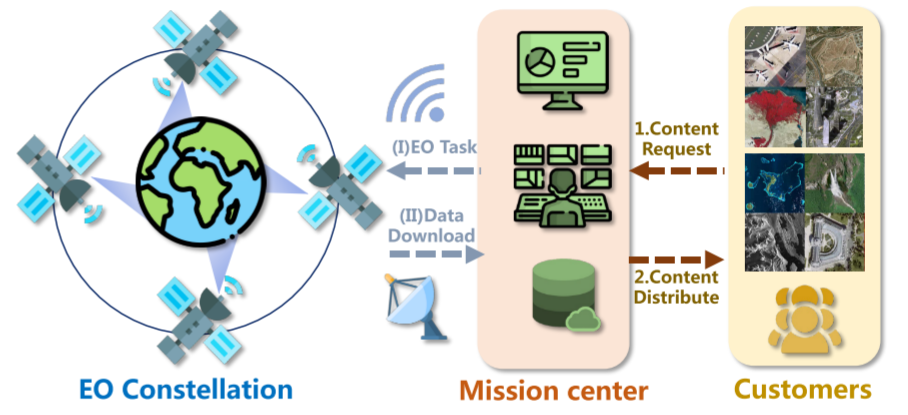 (I)EO Task
(II)Data
Download
1.Content
Request
2.Content
Distribute
EO Constellation
Mission center
Customers